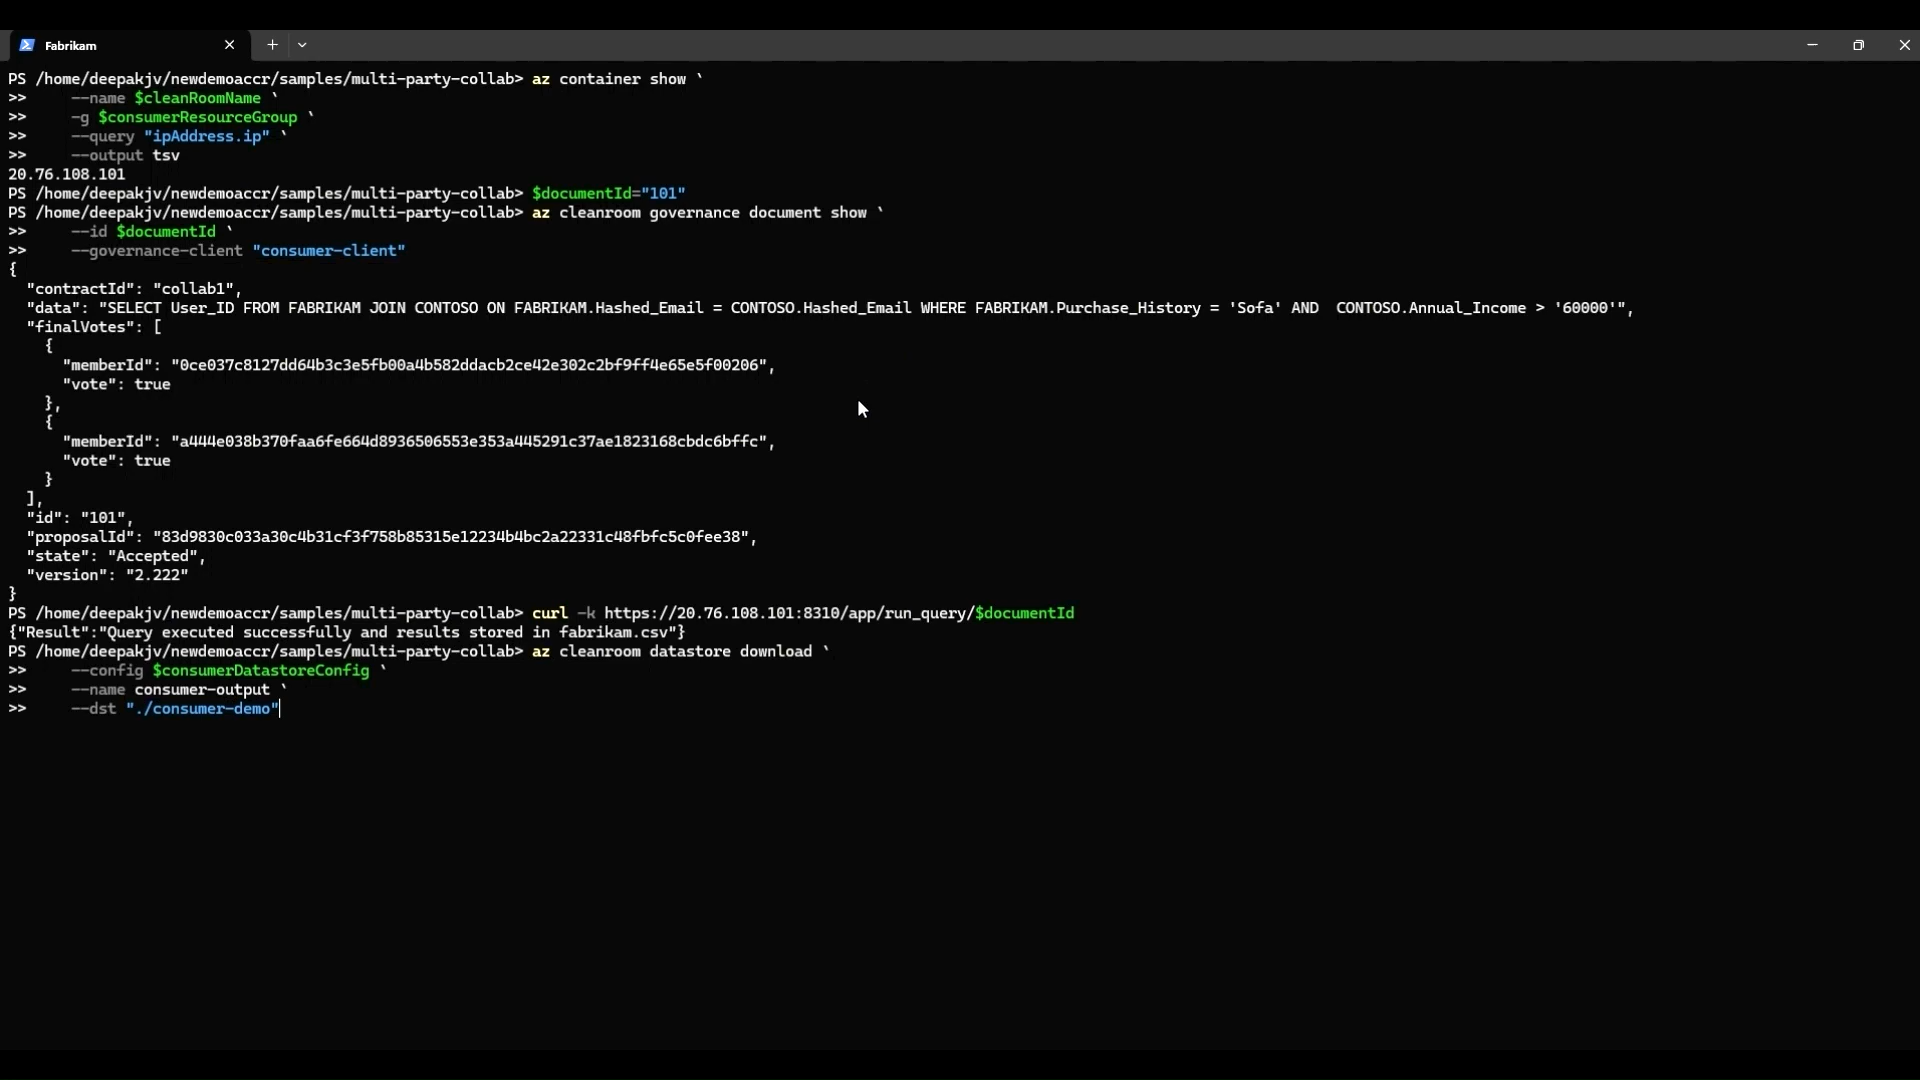 Fabrikam
PS /home/deepakjv/newdemoaccr/samples/multi-party-collab> az container show `
>>     --name $cleanRoomName `
>>     -g $consumerResourceGroup `
>>     --query "ipAddress.ip" `
>>     --output tsv
20.76.108.101
PS /home/deepakjv/newdemoaccr/samples/multi-party-collab> $documentId="101"
PS /home/deepakjv/newdemoaccr/samples/multi-party-collab> az cleanroom governance document show `
>>     --id $documentId `
>>     --governance-client "consumer-client"
{
  "contractId": "collab1",
  "data": "SELECT User_ID FROM FABRIKAM JOIN CONTOSO ON FABRIKAM.Hashed_Email = CONTOSO.Hashed_Email WHERE FABRIKAM.Purchase_History = 'Sofa' AND  CONTOSO.Annual_Income > '60000'",
  "finalVotes": [
    {
      "memberId": "0ce037c8127dd64b3c3e5fb00a4b582ddacb2ce42e302c2bf9ff4e65e5f00206",
      "vote": true
    },
    {
      "memberId": "a444e038b370faa6fe664d8936506553e353a445291c37ae1823168cbdc6bffc",
      "vote": true
    }
  ],
  "id": "101",
  "proposalId": "83d9830c033a30c4b31cf3f758b85315e12234b4bc2a22331c48fbfc5c0fee38",
  "state": "Accepted",
  "version": "2.222"
}
PS /home/deepakjv/newdemoaccr/samples/multi-party-collab> curl -k https://20.76.108.101:8310/app/run_query/$documentId
{"Result":"Query executed successfully and results stored in fabrikam.csv"}
PS /home/deepakjv/newdemoaccr/samples/multi-party-collab> az cleanroom datastore download `
>>     --config $consumerDatastoreConfig `
>>     --name consumer-output `
>>     --dst "./consumer-demo"